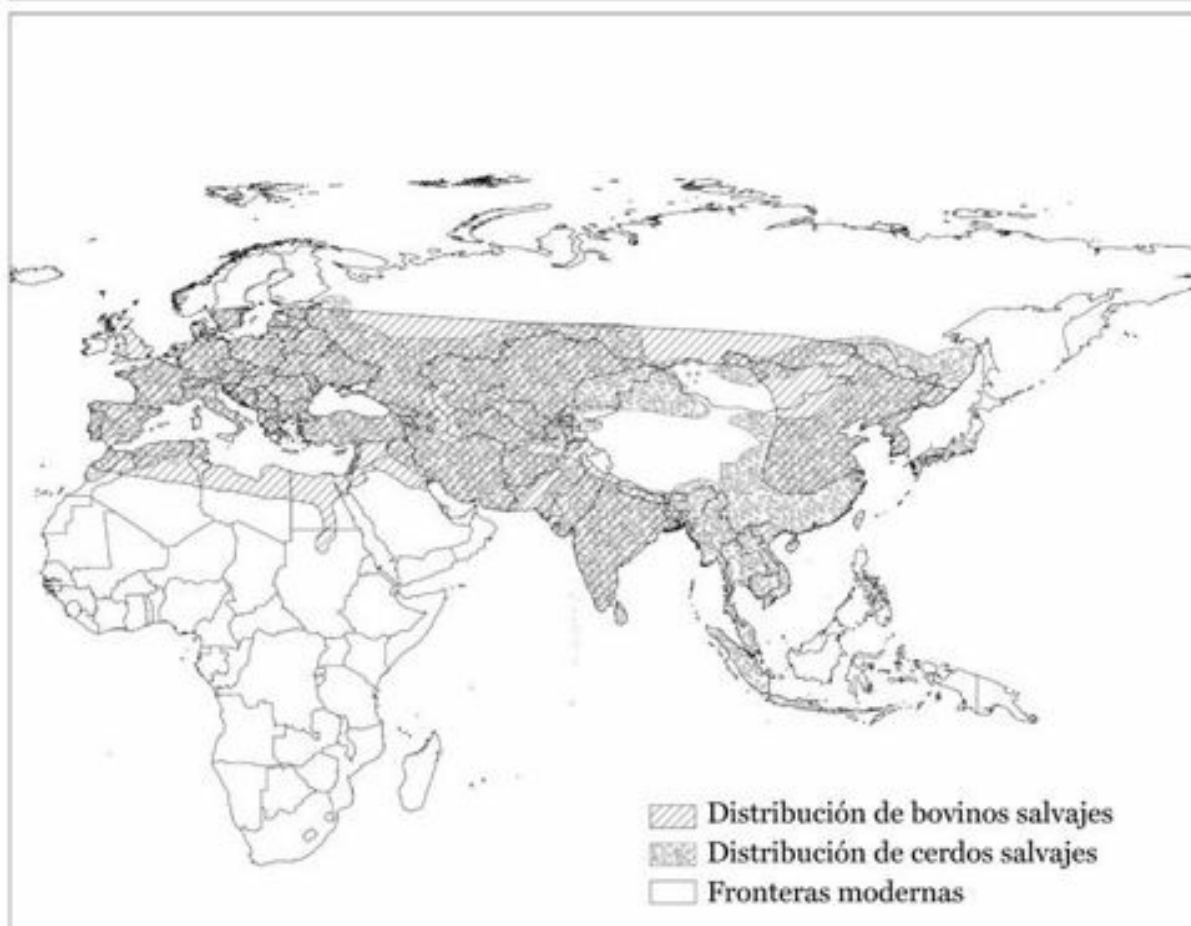 Distribución de bovinos salvajes
Distribución de cerdos salvajes
Fronteras modernas